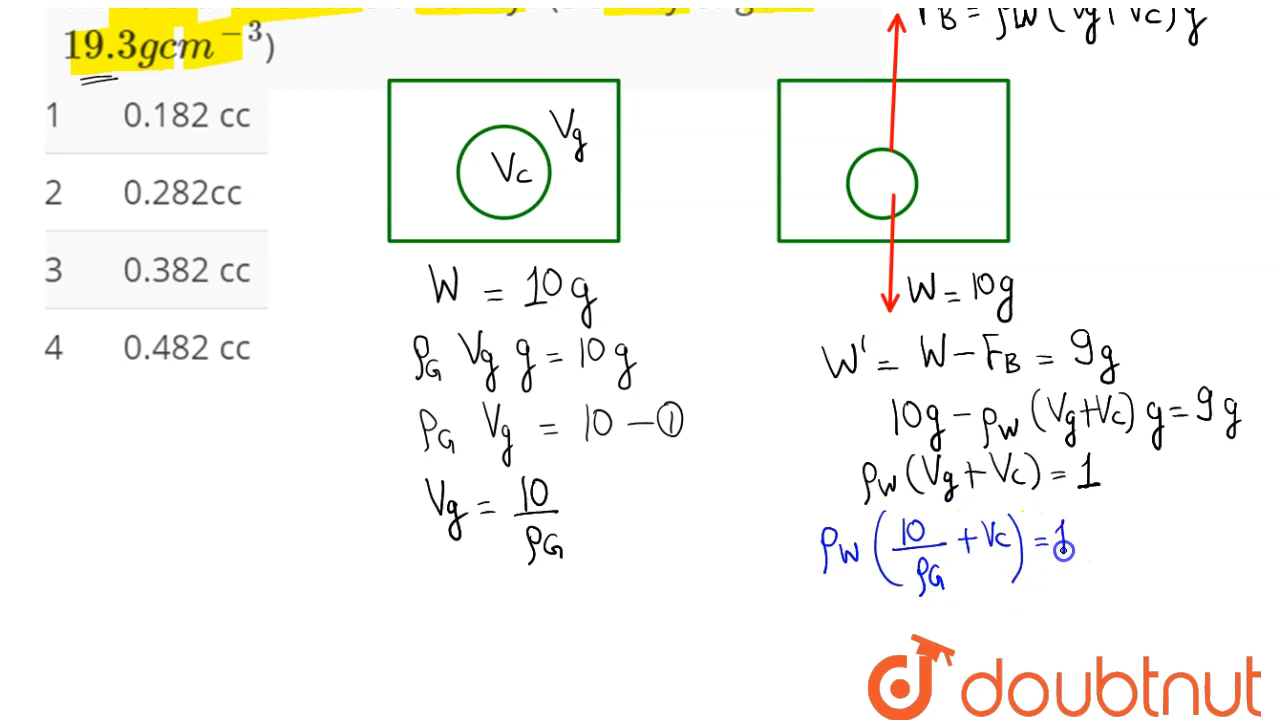 19.3gcm⁻³)
1 0.182 cc
2 0.282cc
3 0.382 cc
4 0.482 cc
Vg
Vc
W = 10g
ρG Vg g = 10g
ρG Vg = 10 - ①
Vg = 10/ρG
FB = ρW (Vg+Vc) g
W = 10g
W' = W - FB = 9g
10g - ρW (Vg+Vc) g = 9g
ρW (Vg + Vc) = 1
ρW (10/ρG + Vc) = 1
doubtnut